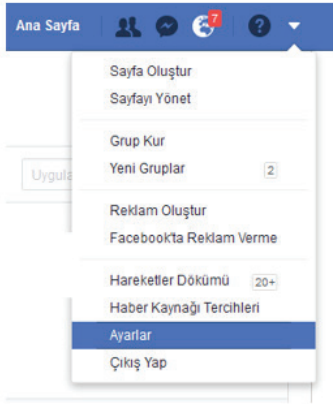 Ana Sayfa
7
?
Sayfa Oluştur
Sayfayı Yönet
Grup Kur
Yeni Gruplar 2
Uygula
Reklam Oluştur
Facebook'ta Reklam Verme
Hareketler Dökümü 20+
Haber Kaynağı Tercihleri
Ayarlar
Çıkış Yap